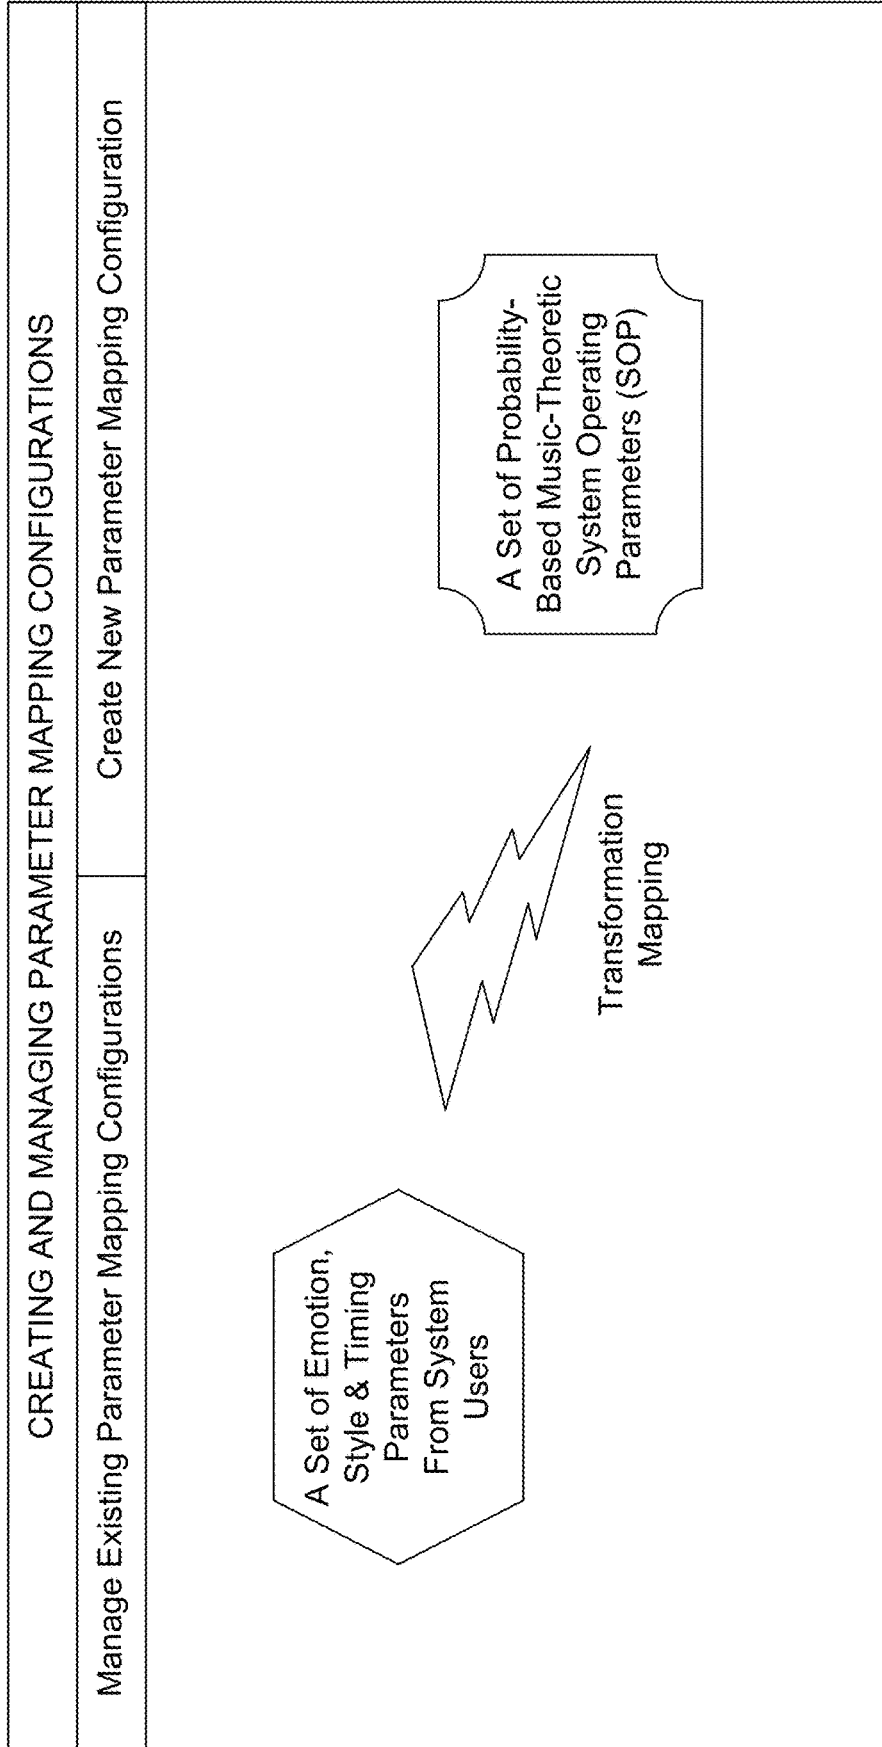 CREATING AND MANAGING PARAMETER MAPPING CONFIGURATIONS
Manage Existing Parameter Mapping Configurations
Create New Parameter Mapping Configuration
A Set of Emotion,
Style & Timing
Parameters
From System
Users
Transformation
Mapping
A Set of Probability-
Based Music-Theoretic
System Operating
Parameters (SOP)